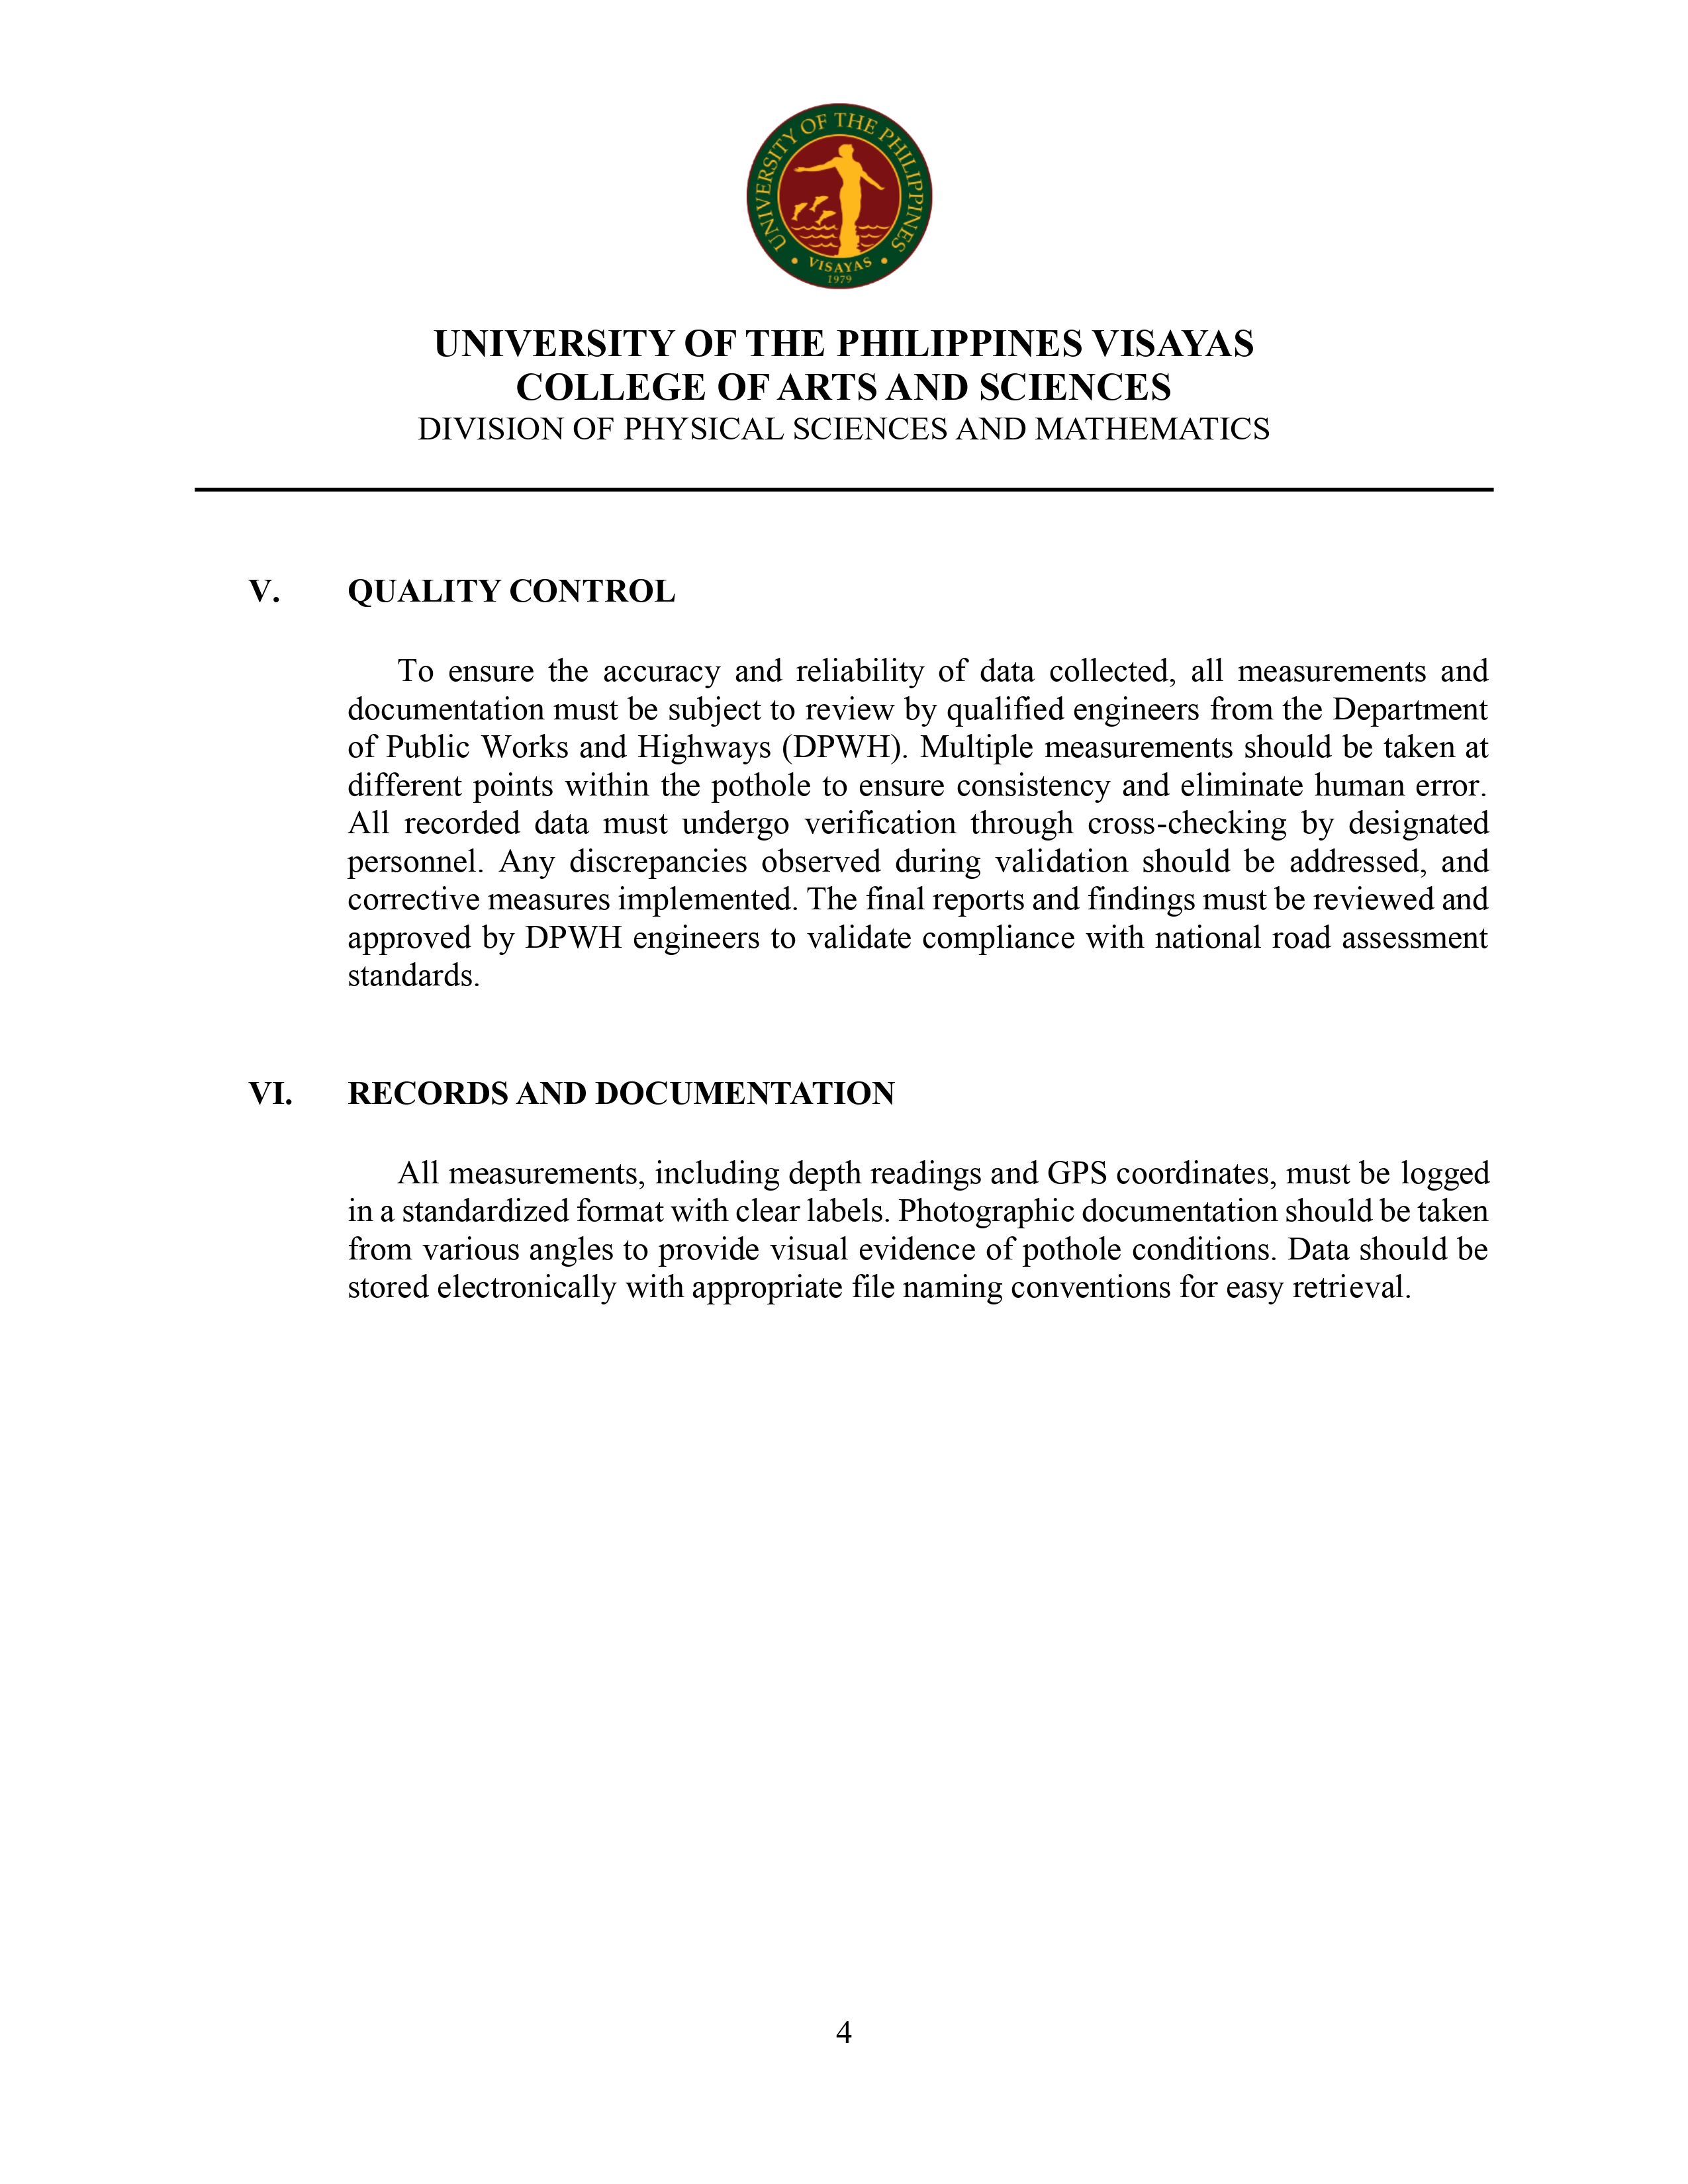 UNIVERSITY OF THE PHILIPPINES
VISAYAS
1979
UNIVERSITY OF THE PHILIPPINES VISAYAS
COLLEGE OF ARTS AND SCIENCES
DIVISION OF PHYSICAL SCIENCES AND MATHEMATICS
V. QUALITY CONTROL
To ensure the accuracy and reliability of data collected, all measurements and
documentation must be subject to review by qualified engineers from the Department
of Public Works and Highways (DPWH). Multiple measurements should be taken at
different points within the pothole to ensure consistency and eliminate human error.
All recorded data must undergo verification through cross-checking by designated
personnel. Any discrepancies observed during validation should be addressed, and
corrective measures implemented. The final reports and findings must be reviewed and
approved by DPWH engineers to validate compliance with national road assessment
standards.
VI. RECORDS AND DOCUMENTATION
All measurements, including depth readings and GPS coordinates, must be logged
in a standardized format with clear labels. Photographic documentation should be taken
from various angles to provide visual evidence of pothole conditions. Data should be
stored electronically with appropriate file naming conventions for easy retrieval.
4